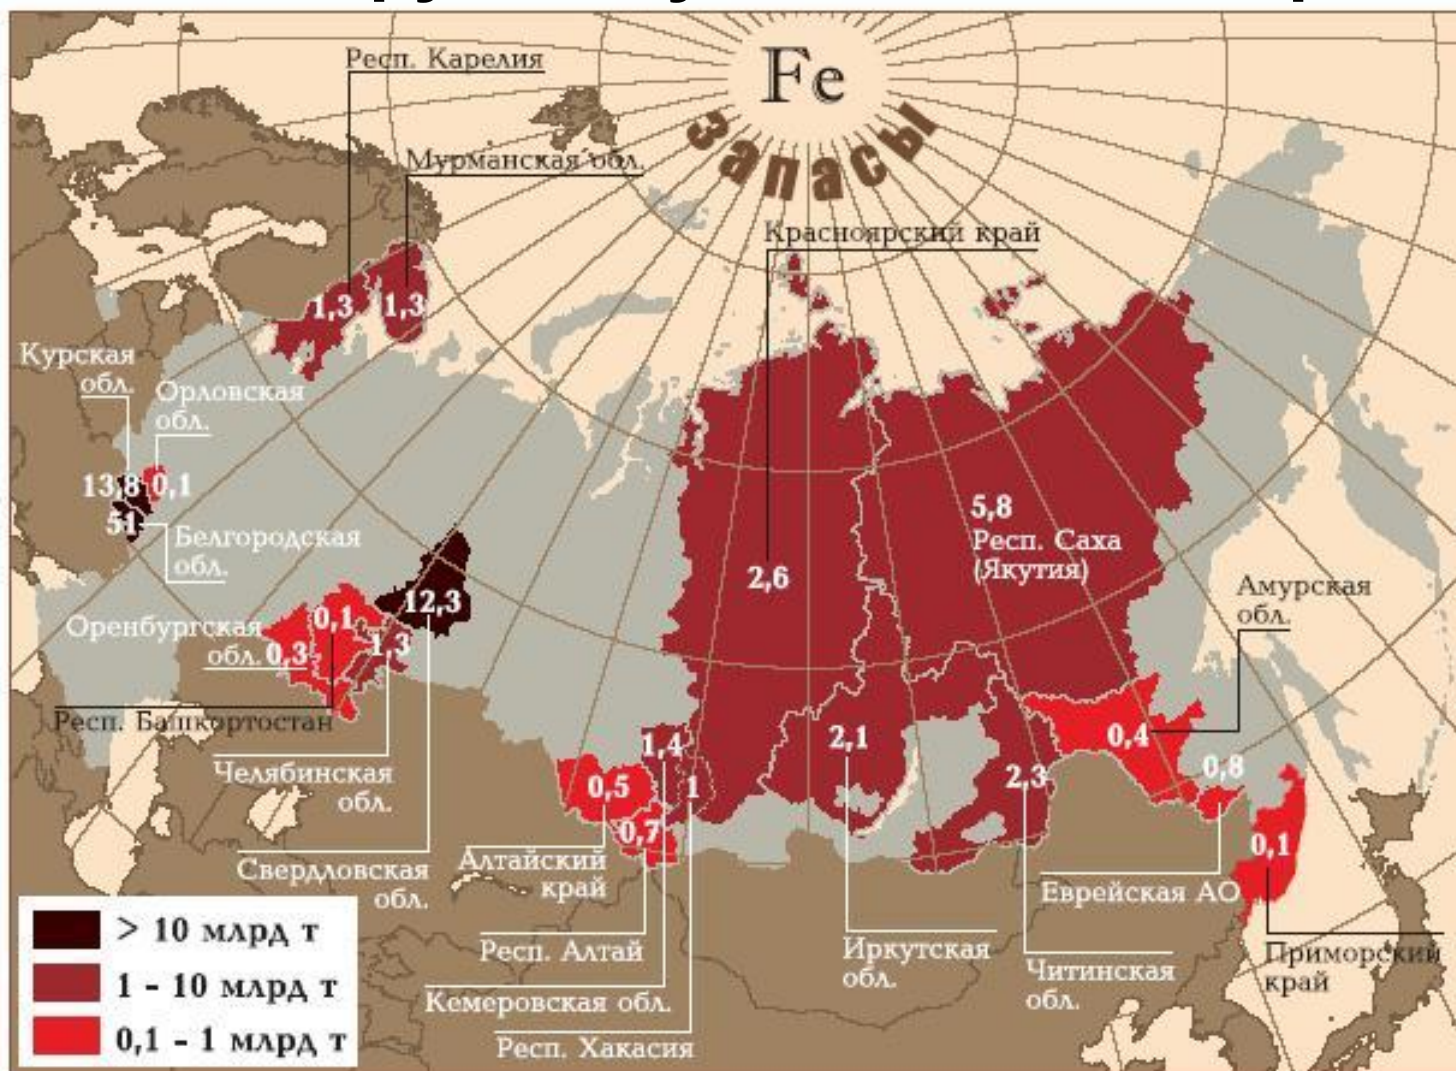 Fe
запасы
Респ. Карелия
Мурманская обл.
Красноярский край
1,3
1,3
Курская
обл.
Орловская
обл.
13,8
0,1
51
Белгородская
обл.
5,8
Респ. Саха
(Якутия)
2,6
Амурская
обл.
12,3
0,1
Оренбургская
обл.
0,3
1,3
Респ. Башкортостан
Челябинская
обл.
1,4
2,1
0,4
0,8
0,5
1
2,3
0,7
0,1
Свердловская
обл.
Алтайский
край
Еврейская АО
Респ. Алтай
Иркутская
обл.
Читинская
обл.
Приморский
край
Кемеровская обл.
Респ. Хакасия
> 10 млрд т
1 - 10 млрд т
0,1 - 1 млрд т